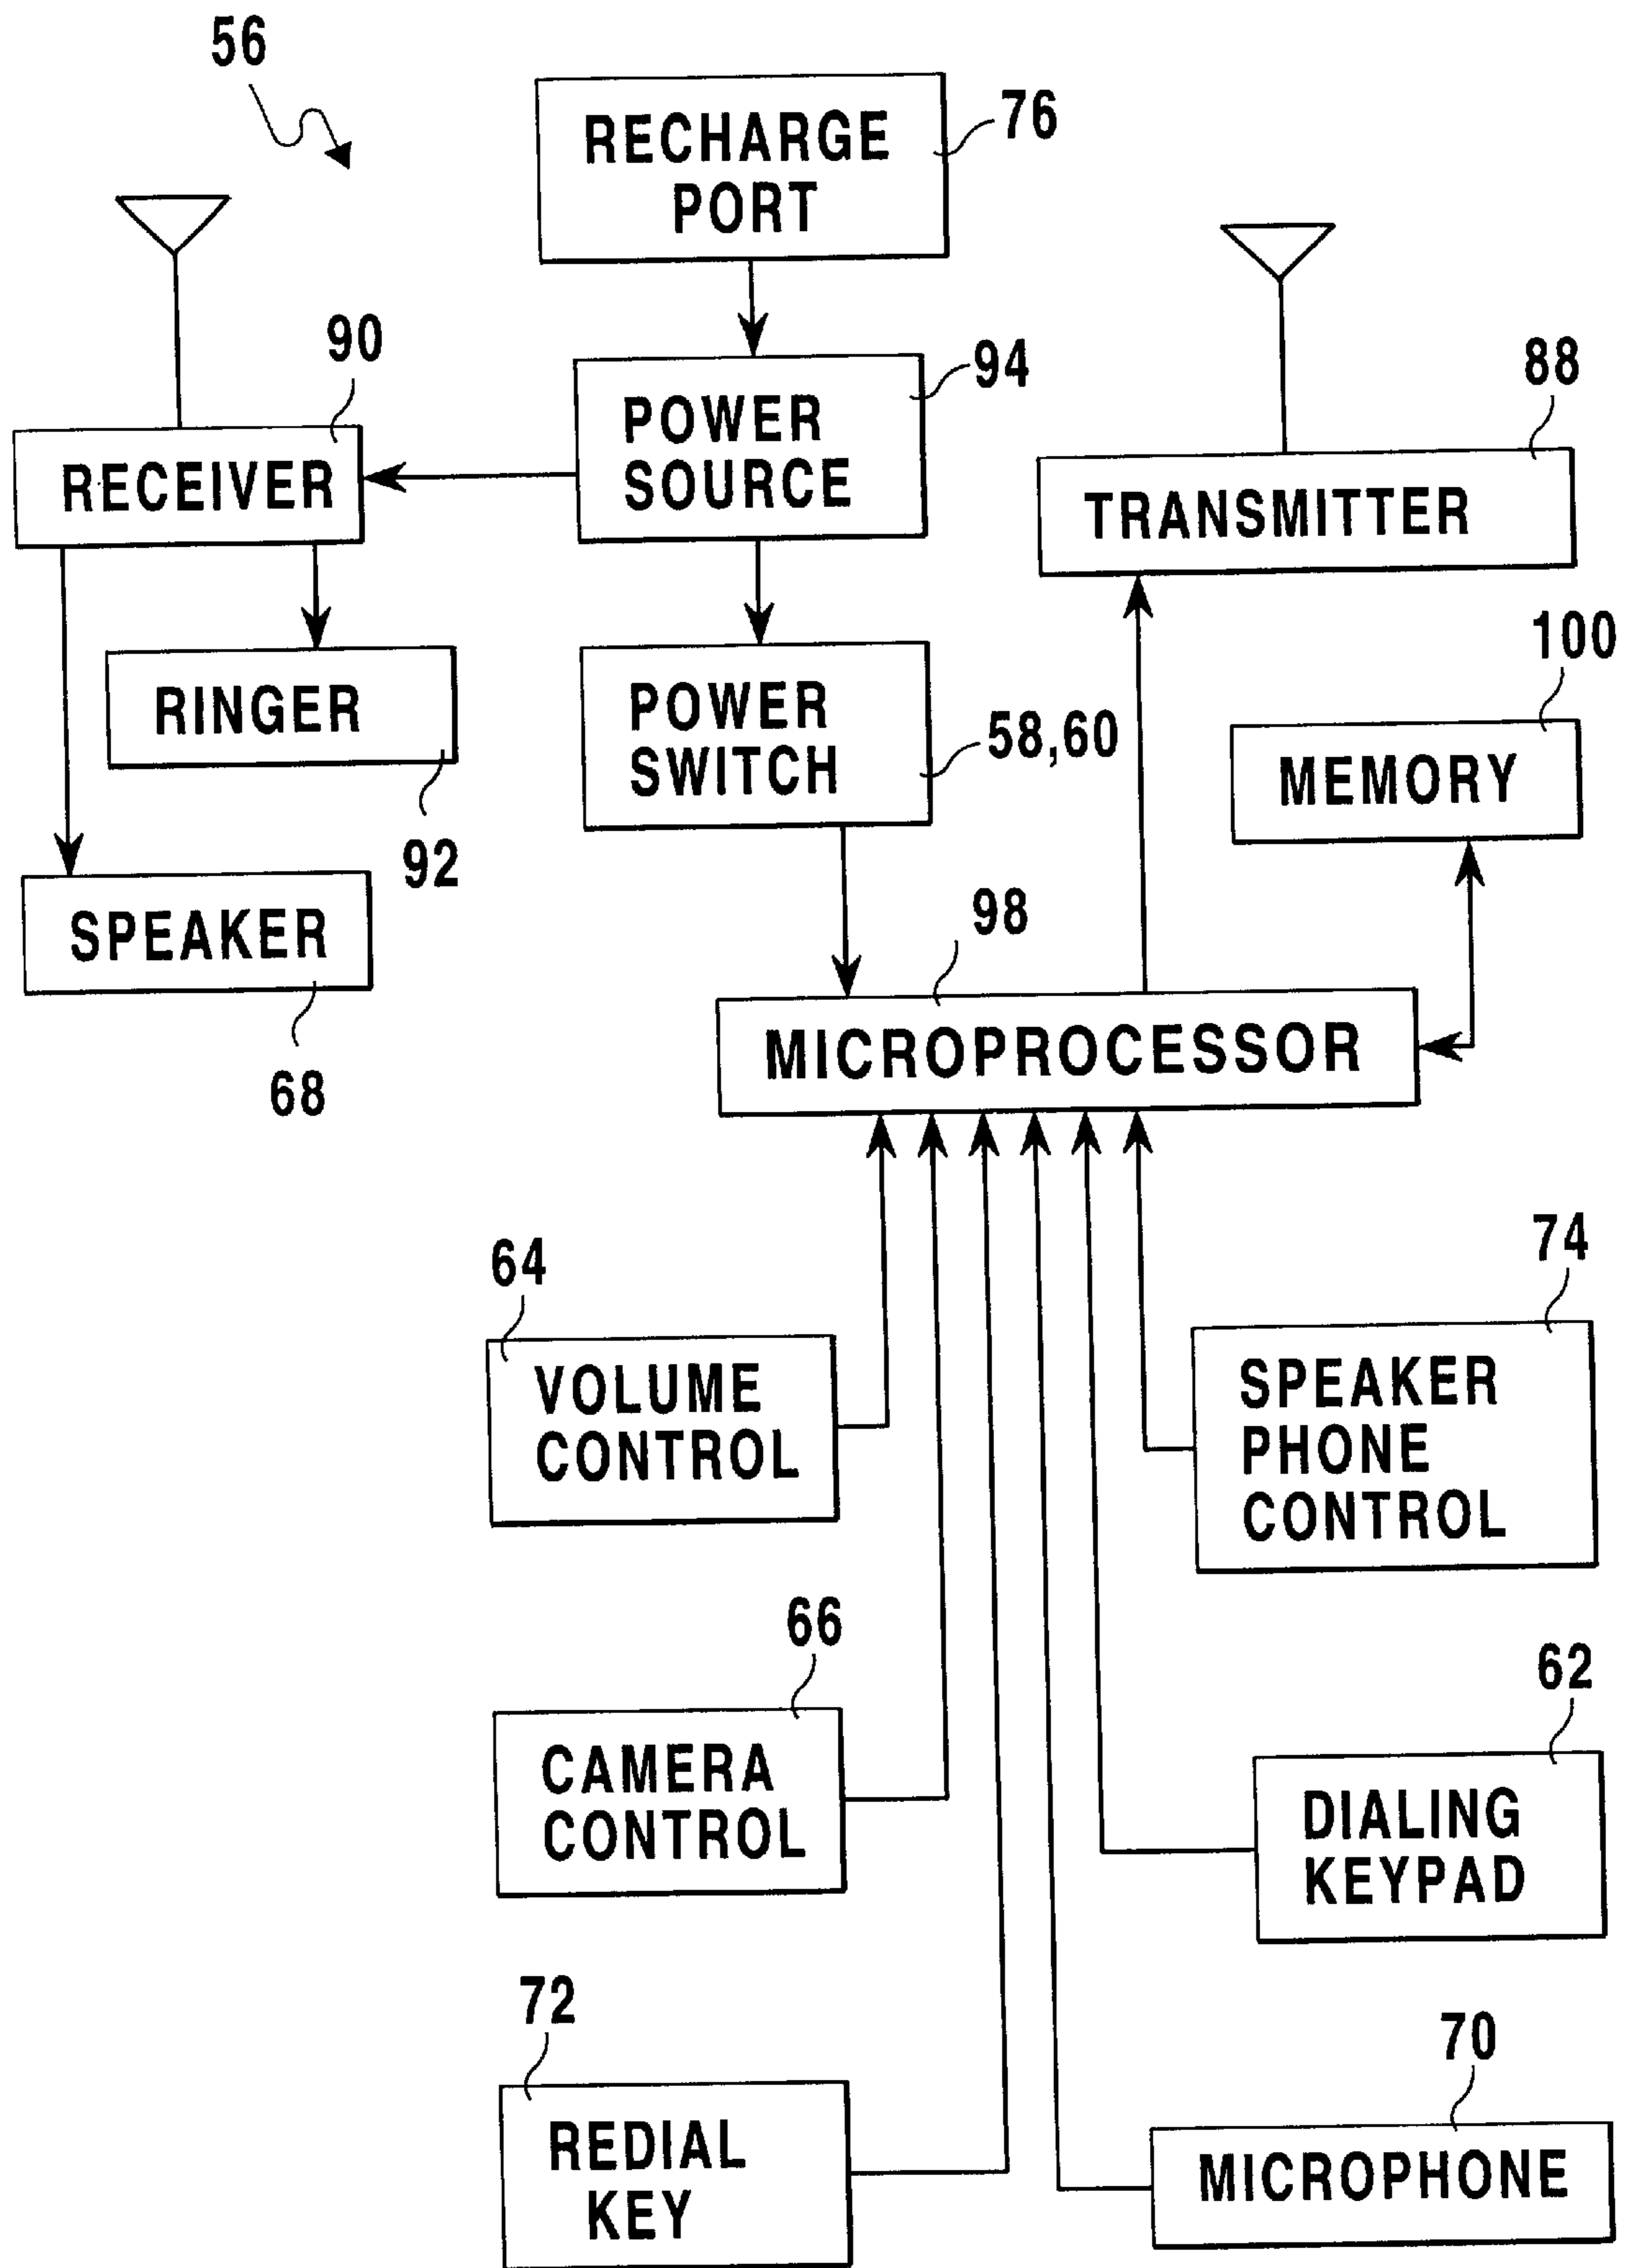 56
RECHARGE
PORT
76
90
RECEIVER
POWER
SOURCE
94
88
TRANSMITTER
RINGER
92
POWER
SWITCH
58,60
100
MEMORY
SPEAKER
68
98
MICROPROCESSOR
64
VOLUME
CONTROL
74
SPEAKER
PHONE
CONTROL
66
CAMERA
CONTROL
62
DIALING
KEYPAD
72
REDIAL
KEY
70
MICROPHONE